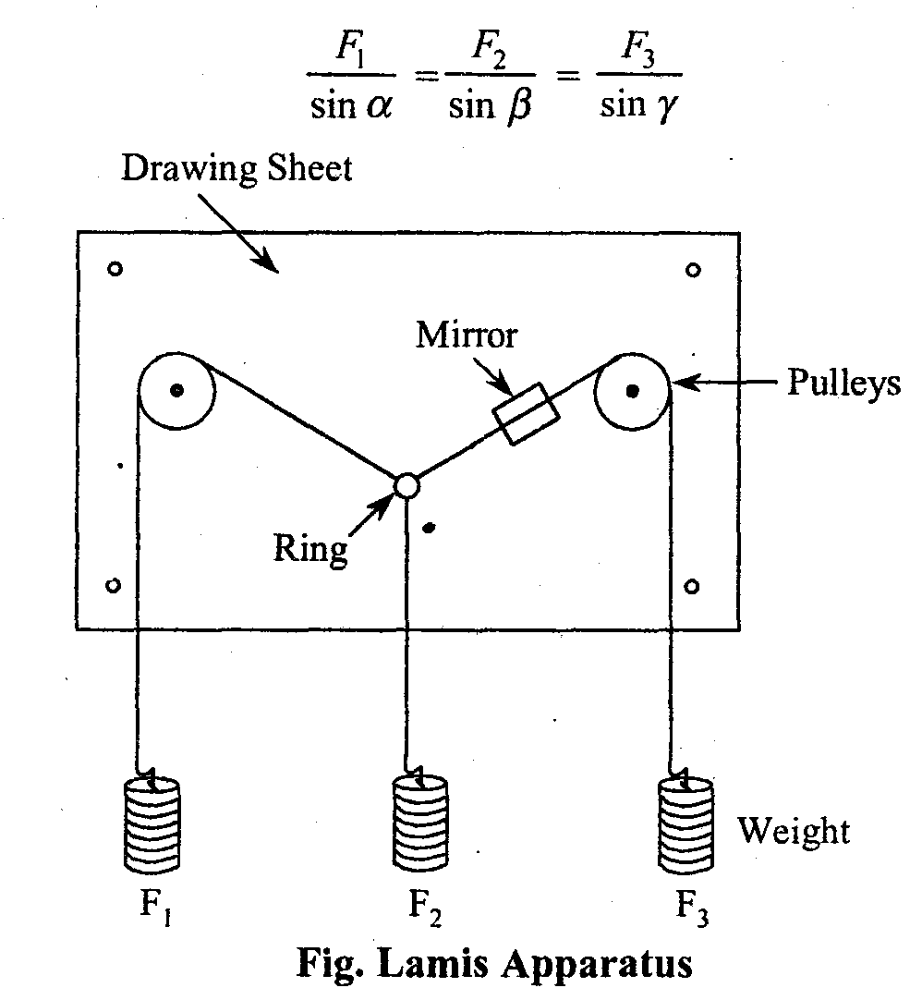 F₁/sin α = F₂/sin β = F₃/sin γ
Drawing Sheet
Mirror
Pulleys
Ring
Weight
F₁
F₂
F₃
Fig. Lamis Apparatus